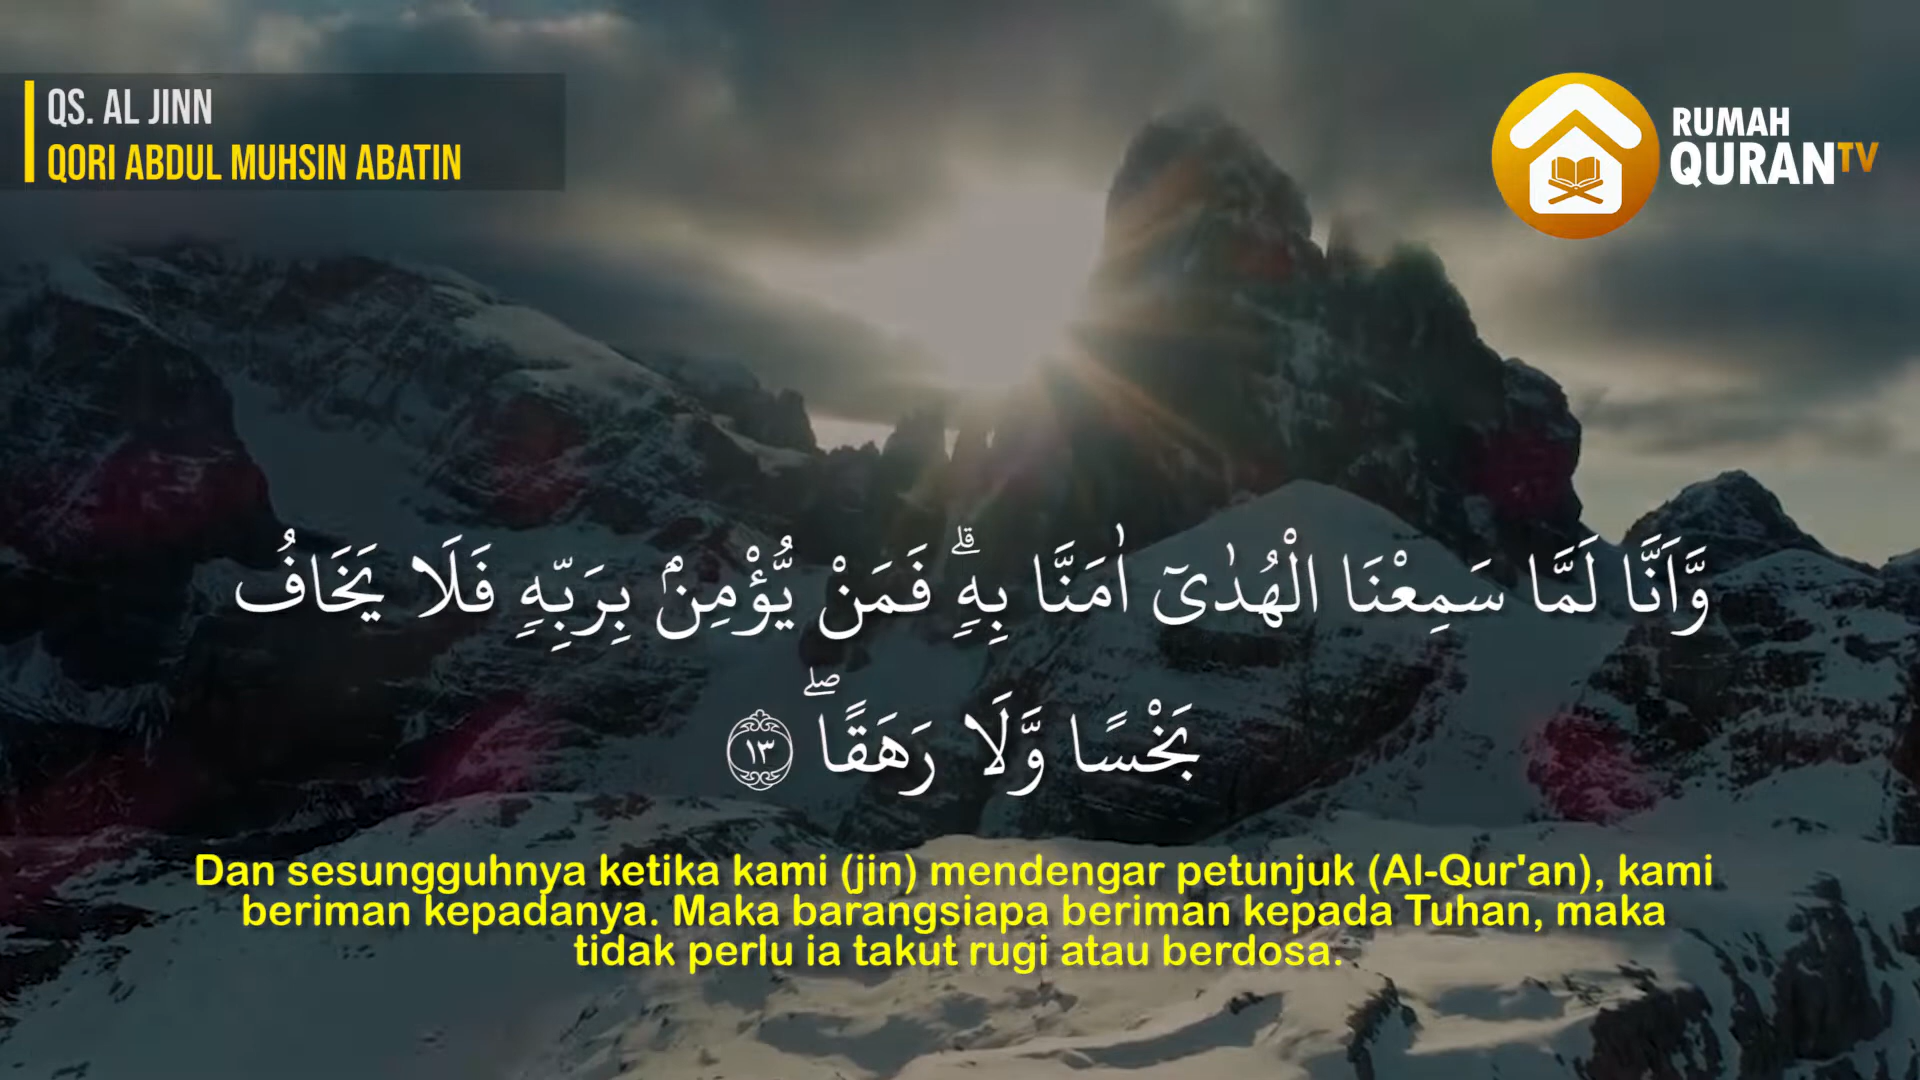 QS. AL JINN
QORI ABDUL MUHSIN ABATIN
RUMAH
QURANTV
وَّاَنَّا لَمَّا سَمِعْنَا الْهُدٰىٓ اٰمَنَّا بِهٖۗ فَمَنْ يُّؤْمِنْۢ بِرَبِّهٖ فَلَا يَخَافُ
بَخْسًا وَّلَا رَهَقًاۖ ١٣
Dan sesungguhnya ketika kami (jin) mendengar petunjuk (Al-Qur'an), kami
beriman kepadanya. Maka barangsiapa beriman kepada Tuhan, maka
tidak perlu ia takut rugi atau berdosa.